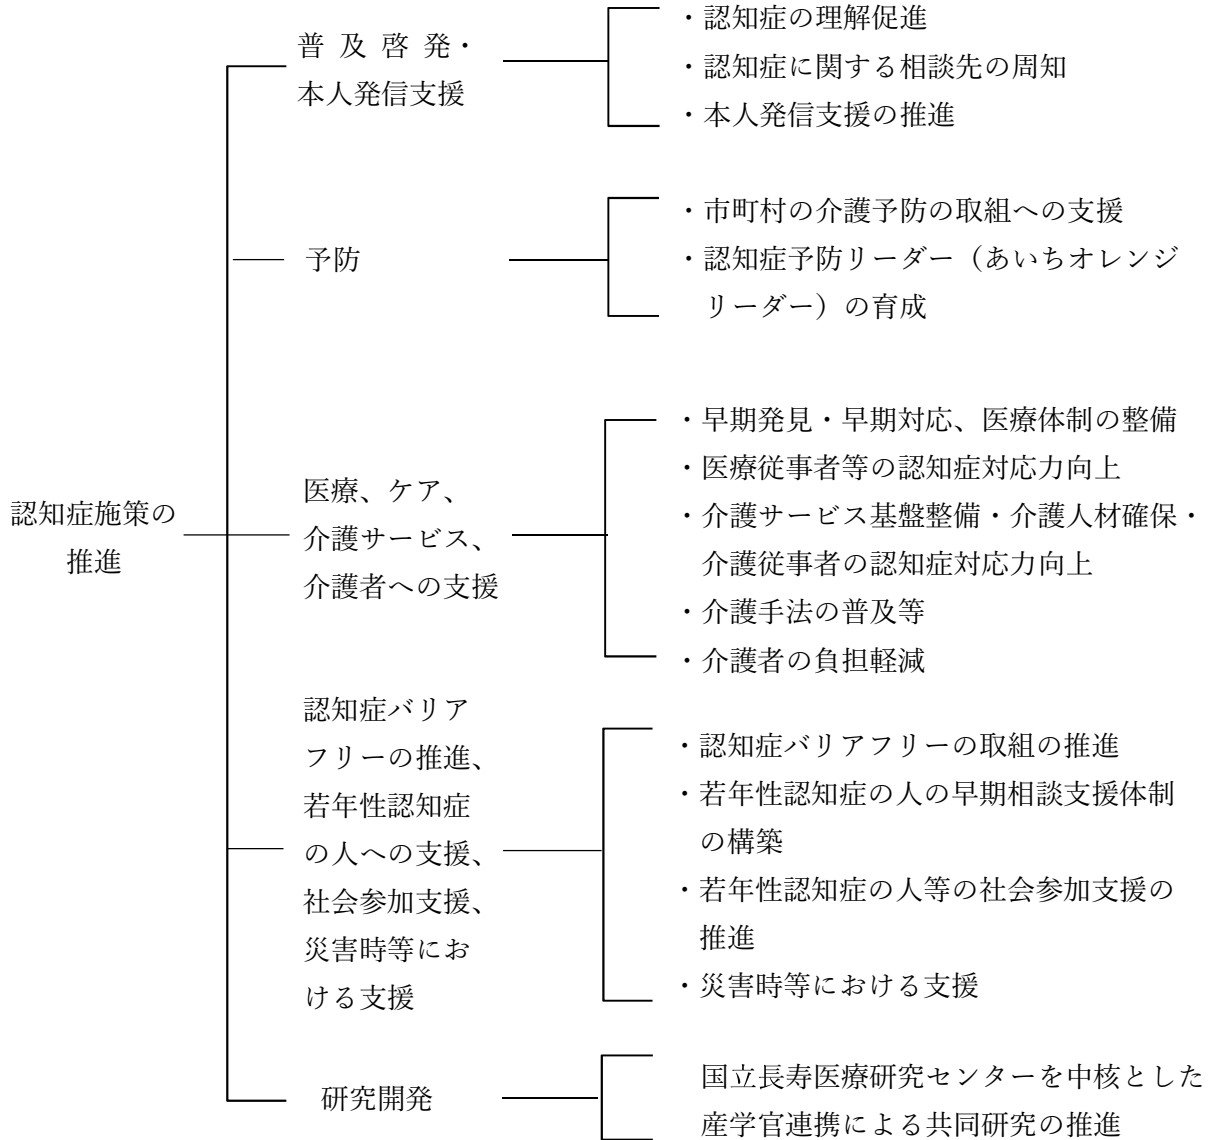 認知症施策の
推進
普及啓発・
本人発信支援
・認知症の理解促進
・認知症に関する相談先の周知
・本人発信支援の推進
予防
・市町村の介護予防の取組への支援
・認知症予防リーダー（あいちオレンジ
リーダー）の育成
医療、ケア、
介護サービス、
介護者への支援
・早期発見・早期対応、医療体制の整備
・医療従事者等の認知症対応力向上
・介護サービス基盤整備・介護人材確保・
介護従事者の認知症対応力向上
・介護手法の普及等
・介護者の負担軽減
認知症バリア
フリーの推進、
若年性認知症
の人への支援、
社会参加支援、
災害時等にお
ける支援
・認知症バリアフリーの取組の推進
・若年性認知症の人の早期相談支援体制
の構築
・若年性認知症の人等の社会参加支援の
推進
・災害時等における支援
研究開発
国立長寿医療研究センターを中核とした
産学官連携による共同研究の推進